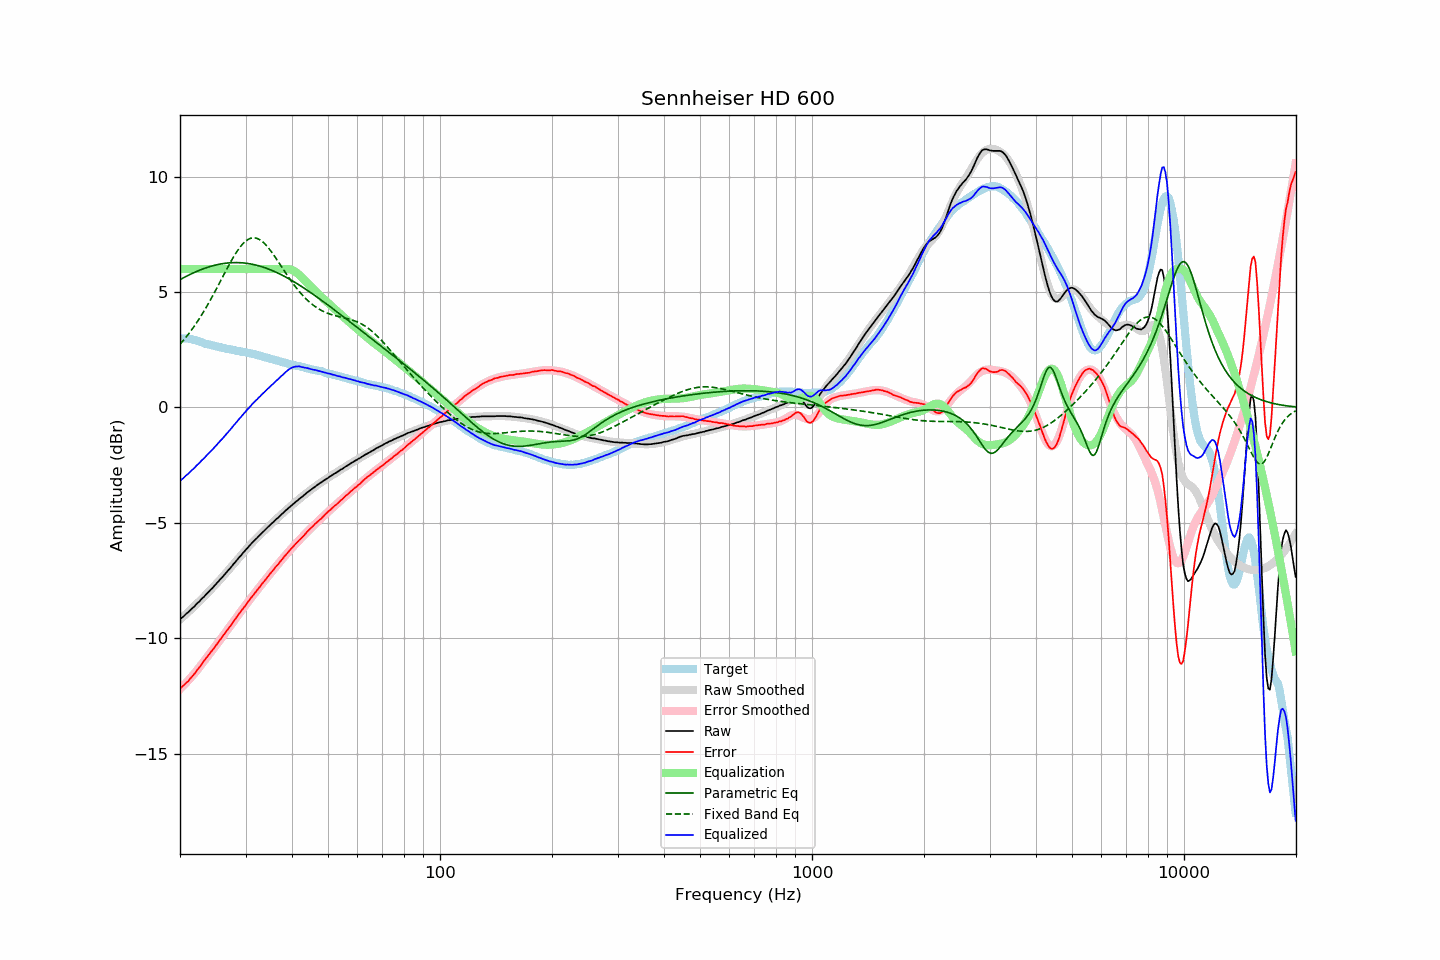 Sennheiser HD 600
Amplitude (dBr)
10
5
0
−5
−10
−15
Target
Raw Smoothed
Error Smoothed
Raw
Error
Equalization
Parametric Eq
Fixed Band Eq
Equalized
100
1000
10000
Frequency (Hz)